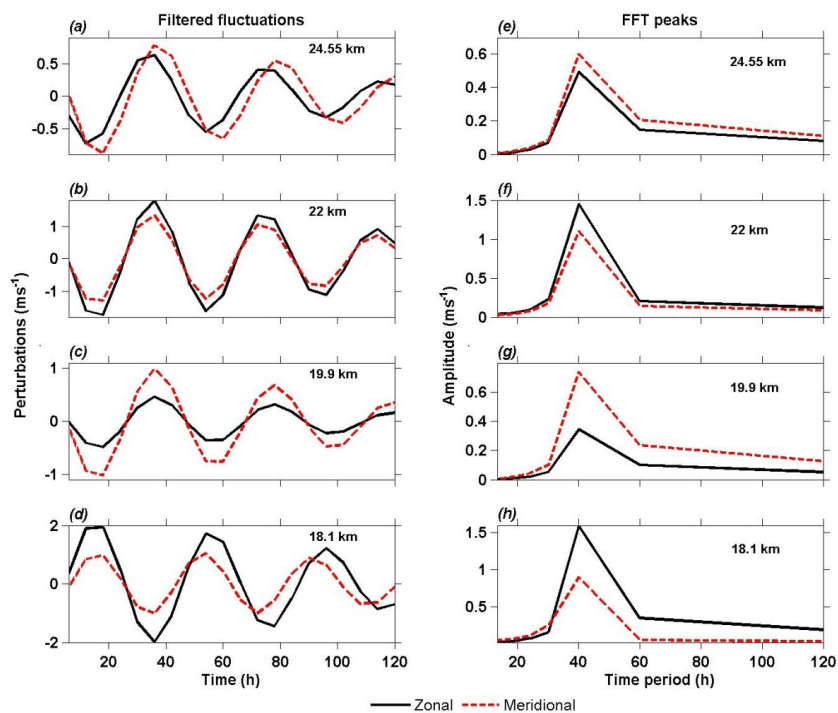 Filtered fluctuations
FFT peaks
(a)
24.55 km
0.5
0
-0.5
(e)
24.55 km
0.6
0.4
0.2
0
(b)
22 km
1
0
-1
(f)
22 km
1.5
1
0.5
0
(c)
19.9 km
1
0
-1
(g)
19.9 km
0.6
0.4
0.2
0
(d)
18.1 km
2
0
-2
(h)
18.1 km
1.5
1
0.5
Perturbations (ms⁻¹)
Amplitude (ms⁻¹)
20 40 60 80 100 120
20 40 60 80 100 120
Time (h)
Time period (h)
Zonal Meridional